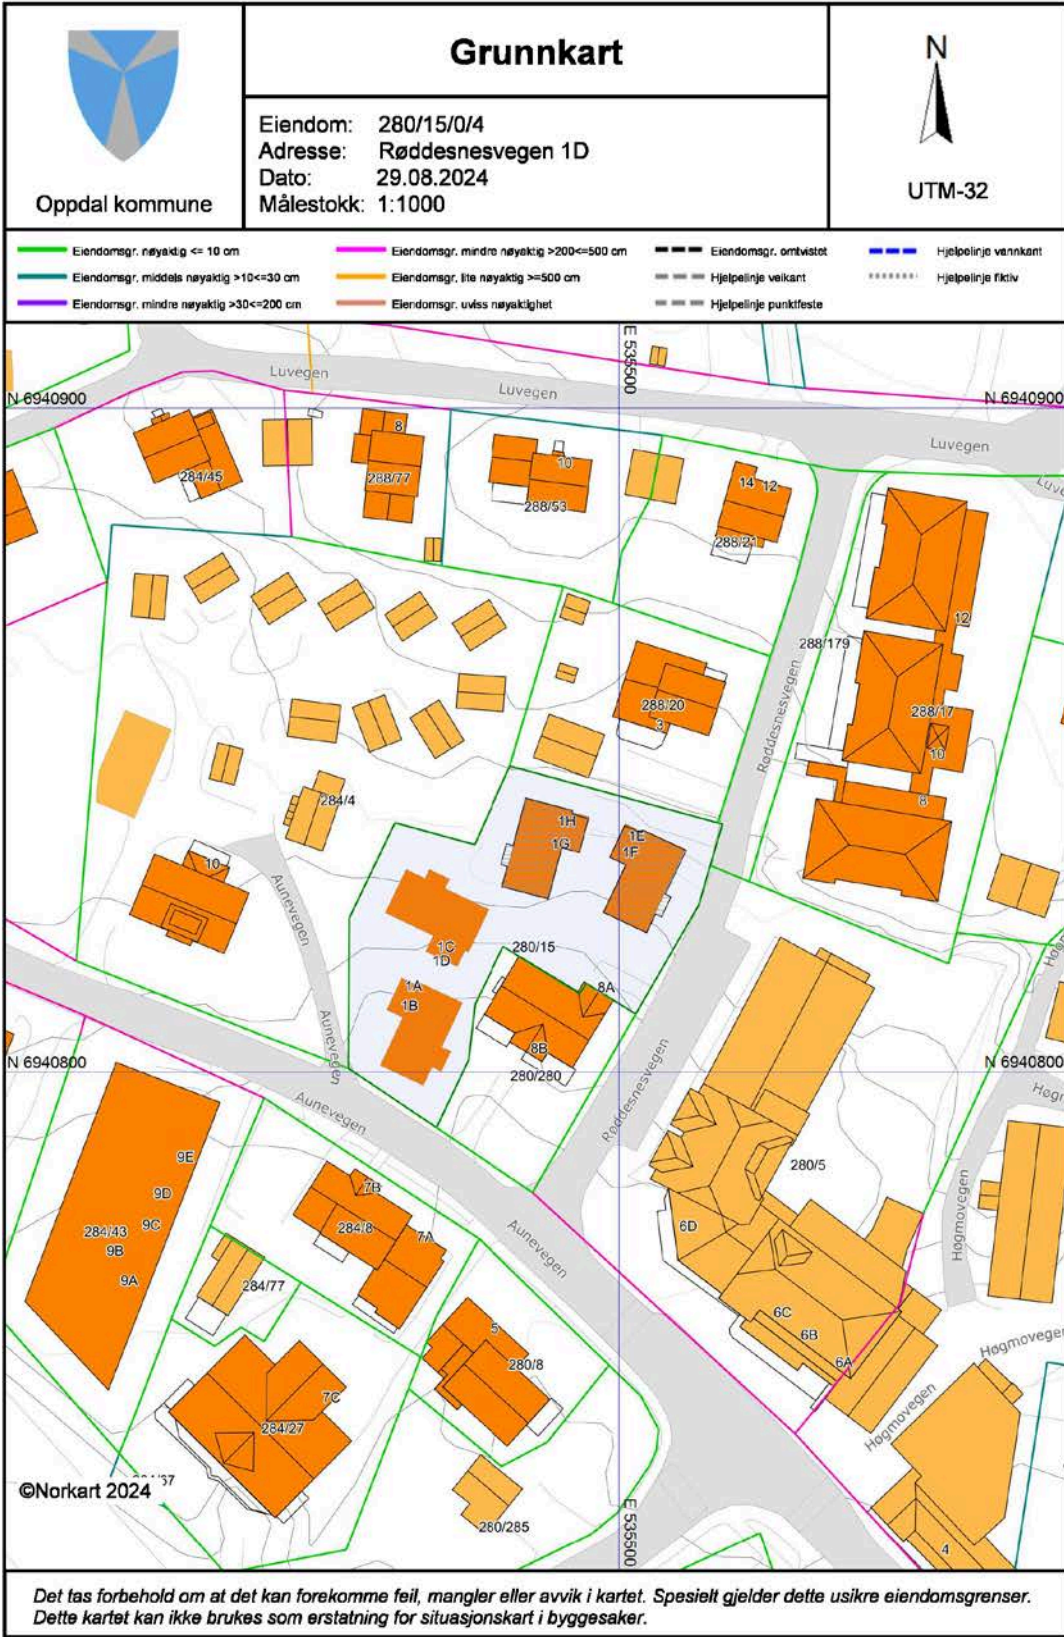 Grunnkart
N
Eiendom: 280/15/0/4
Adresse: Røddesnesvegen 1D
Dato: 29.08.2024
Målestokk: 1:1000
Oppdal kommune
UTM-32
Eiendomsgr. nøyaktig <= 10 cm
Eiendomsgr. mindre nøyaktig >200<=500 cm
Eiendomsgr. omtvistet
Hjelpelinje vannkant
Eiendomsgr. middels nøyaktig >10<=30 cm
Eiendomsgr. lite nøyaktig >=500 cm
Hjelpelinje veikant
Hjelpelinje fiktiv
Eiendomsgr. mindre nøyaktig >30<=200 cm
Eiendomsgr. uviss nøyaktighet
Hjelpelinje punktfeste
E 535500
Luvegen
Luvegen
N 6940900
N 6940900
8
Luvegen
284/45
288/77
10
288/53
14
12
Luve
288/21
12
288/179
288/20
3
288/17
10
Røddesnesvegen
8
284/4
1H
1G
1E
1F
10
Aunevegen
1C
1D
280/15
Høg
1A
1B
8A
8B
280/280
Aunevegen
N 6940800
N 6940800
Røddesnesvegen
Høgm
Aunevegen
9E
280/5
9D
7B
9C
284/43
9B
9A
284/8
7A
6D
Høgmovegen
Aunevegen
284/77
6C
6B
6A
5
280/8
Høgmovegen
7C
284/27
Høgmovegen
©Norkart 2024
280/285
E 535500
4
Det tas forbehold om at det kan forekomme feil, mangler eller avvik i kartet. Spesielt gjelder dette usikre eiendomsgrenser.
Dette kartet kan ikke brukes som erstatning for situasjonskart i byggesaker.